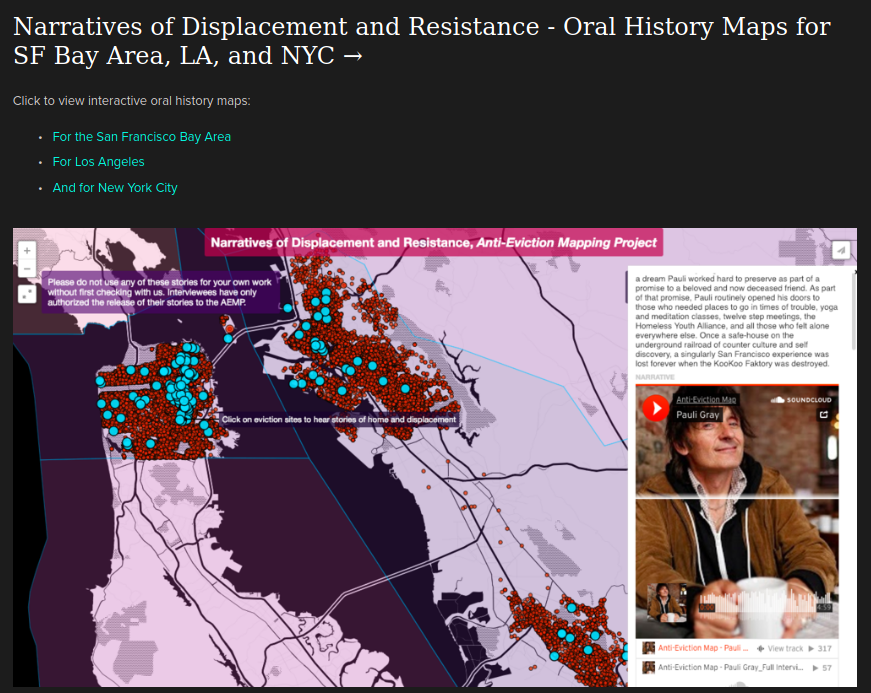 Narratives of Displacement and Resistance - Oral History Maps for
SF Bay Area, LA, and NYC →
Click to view interactive oral history maps:
• For the San Francisco Bay Area
• For Los Angeles
• And for New York City
+
−
Narratives of Displacement and Resistance, Anti-Eviction Mapping Project
Please do not use any of these stories for your own work
without first checking with us. Interviewees have only
authorized the release of their stories to the AEMP.
Click on eviction sites to hear stories of home and displacement
a dream Pauli worked hard to preserve as part of a
promise to a beloved and now deceased friend. As part
of that promise, Pauli routinely opened his doors to
those who needed places to go in times of trouble, yoga
and meditation classes, twelve step meetings, the
Homeless Youth Alliance, and all those who felt alone
everywhere else. Once a safe-house on the
underground railroad of counter culture and self
discovery, a singularly San Francisco experience was
lost forever when the KooKoo Faktory was destroyed.
NARRATIVE
Anti-Eviction Map
SOUNDCLOUD
Pauli Gray
Anti-Eviction Map - Pauli ... View track 317
Anti-Eviction Map - Pauli Gray_Full Intervi... 57